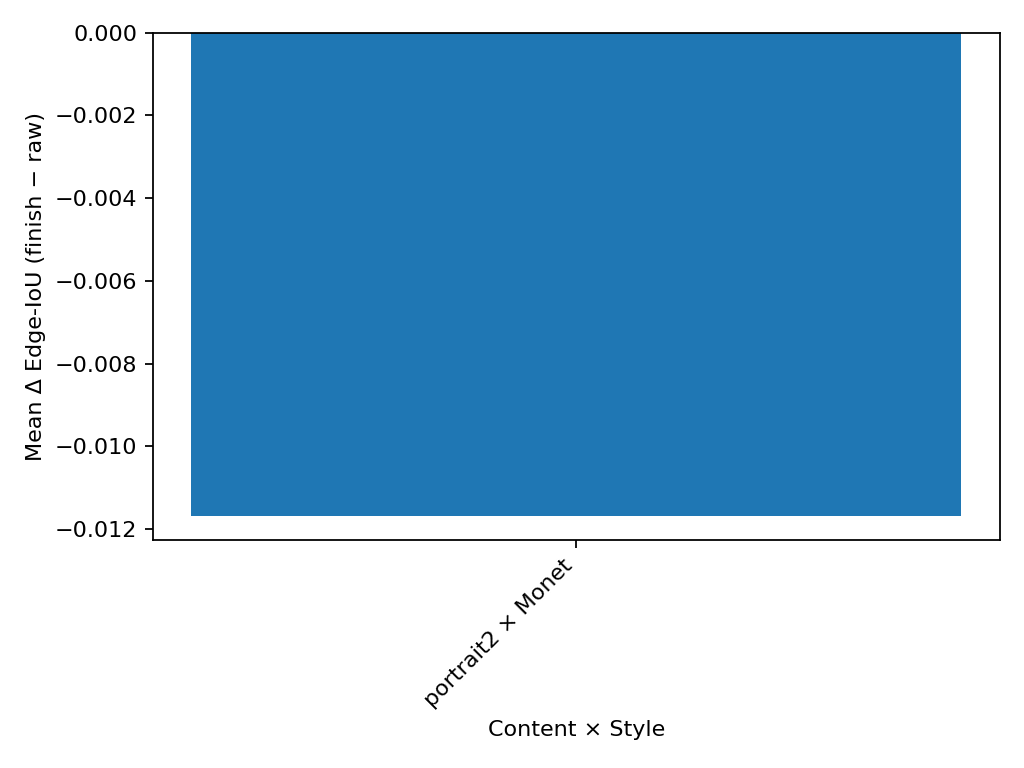 0.000
−0.002
−0.004
−0.006
−0.008
−0.010
−0.012
Mean Δ Edge-IoU (finish − raw)
portrait2 × Monet
Content × Style